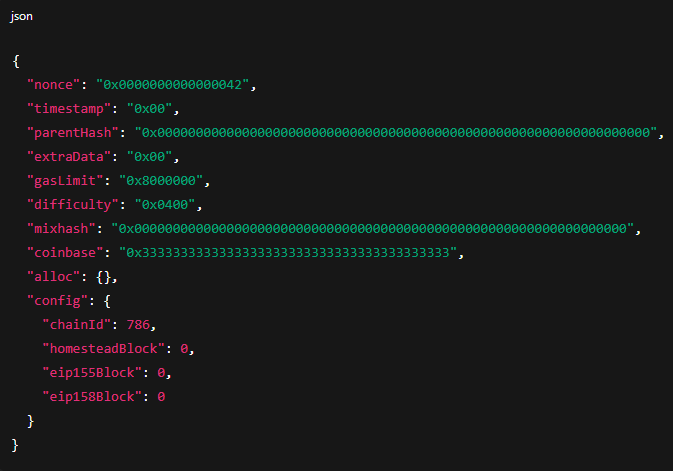 json
{
"nonce": "0x0000000000000042",
"timestamp": "0x00",
"parentHash": "0x0000000000000000000000000000000000000000000000000000000000000000",
"extraData": "0x00",
"gasLimit": "0x8000000",
"difficulty": "0x0400",
"mixhash": "0x0000000000000000000000000000000000000000000000000000000000000000",
"coinbase": "0x3333333333333333333333333333333333333333",
"alloc": {},
"config": {
"chainId": 786,
"homesteadBlock": 0,
"eip155Block": 0,
"eip158Block": 0
}
}